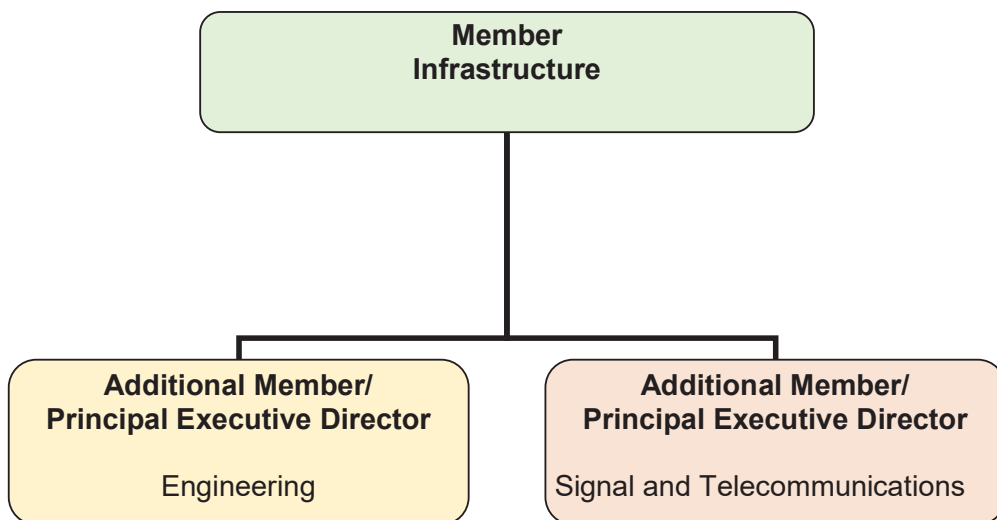 Member
Infrastructure
Additional Member/
Principal Executive Director
Engineering
Additional Member/
Principal Executive Director
Signal and Telecommunications